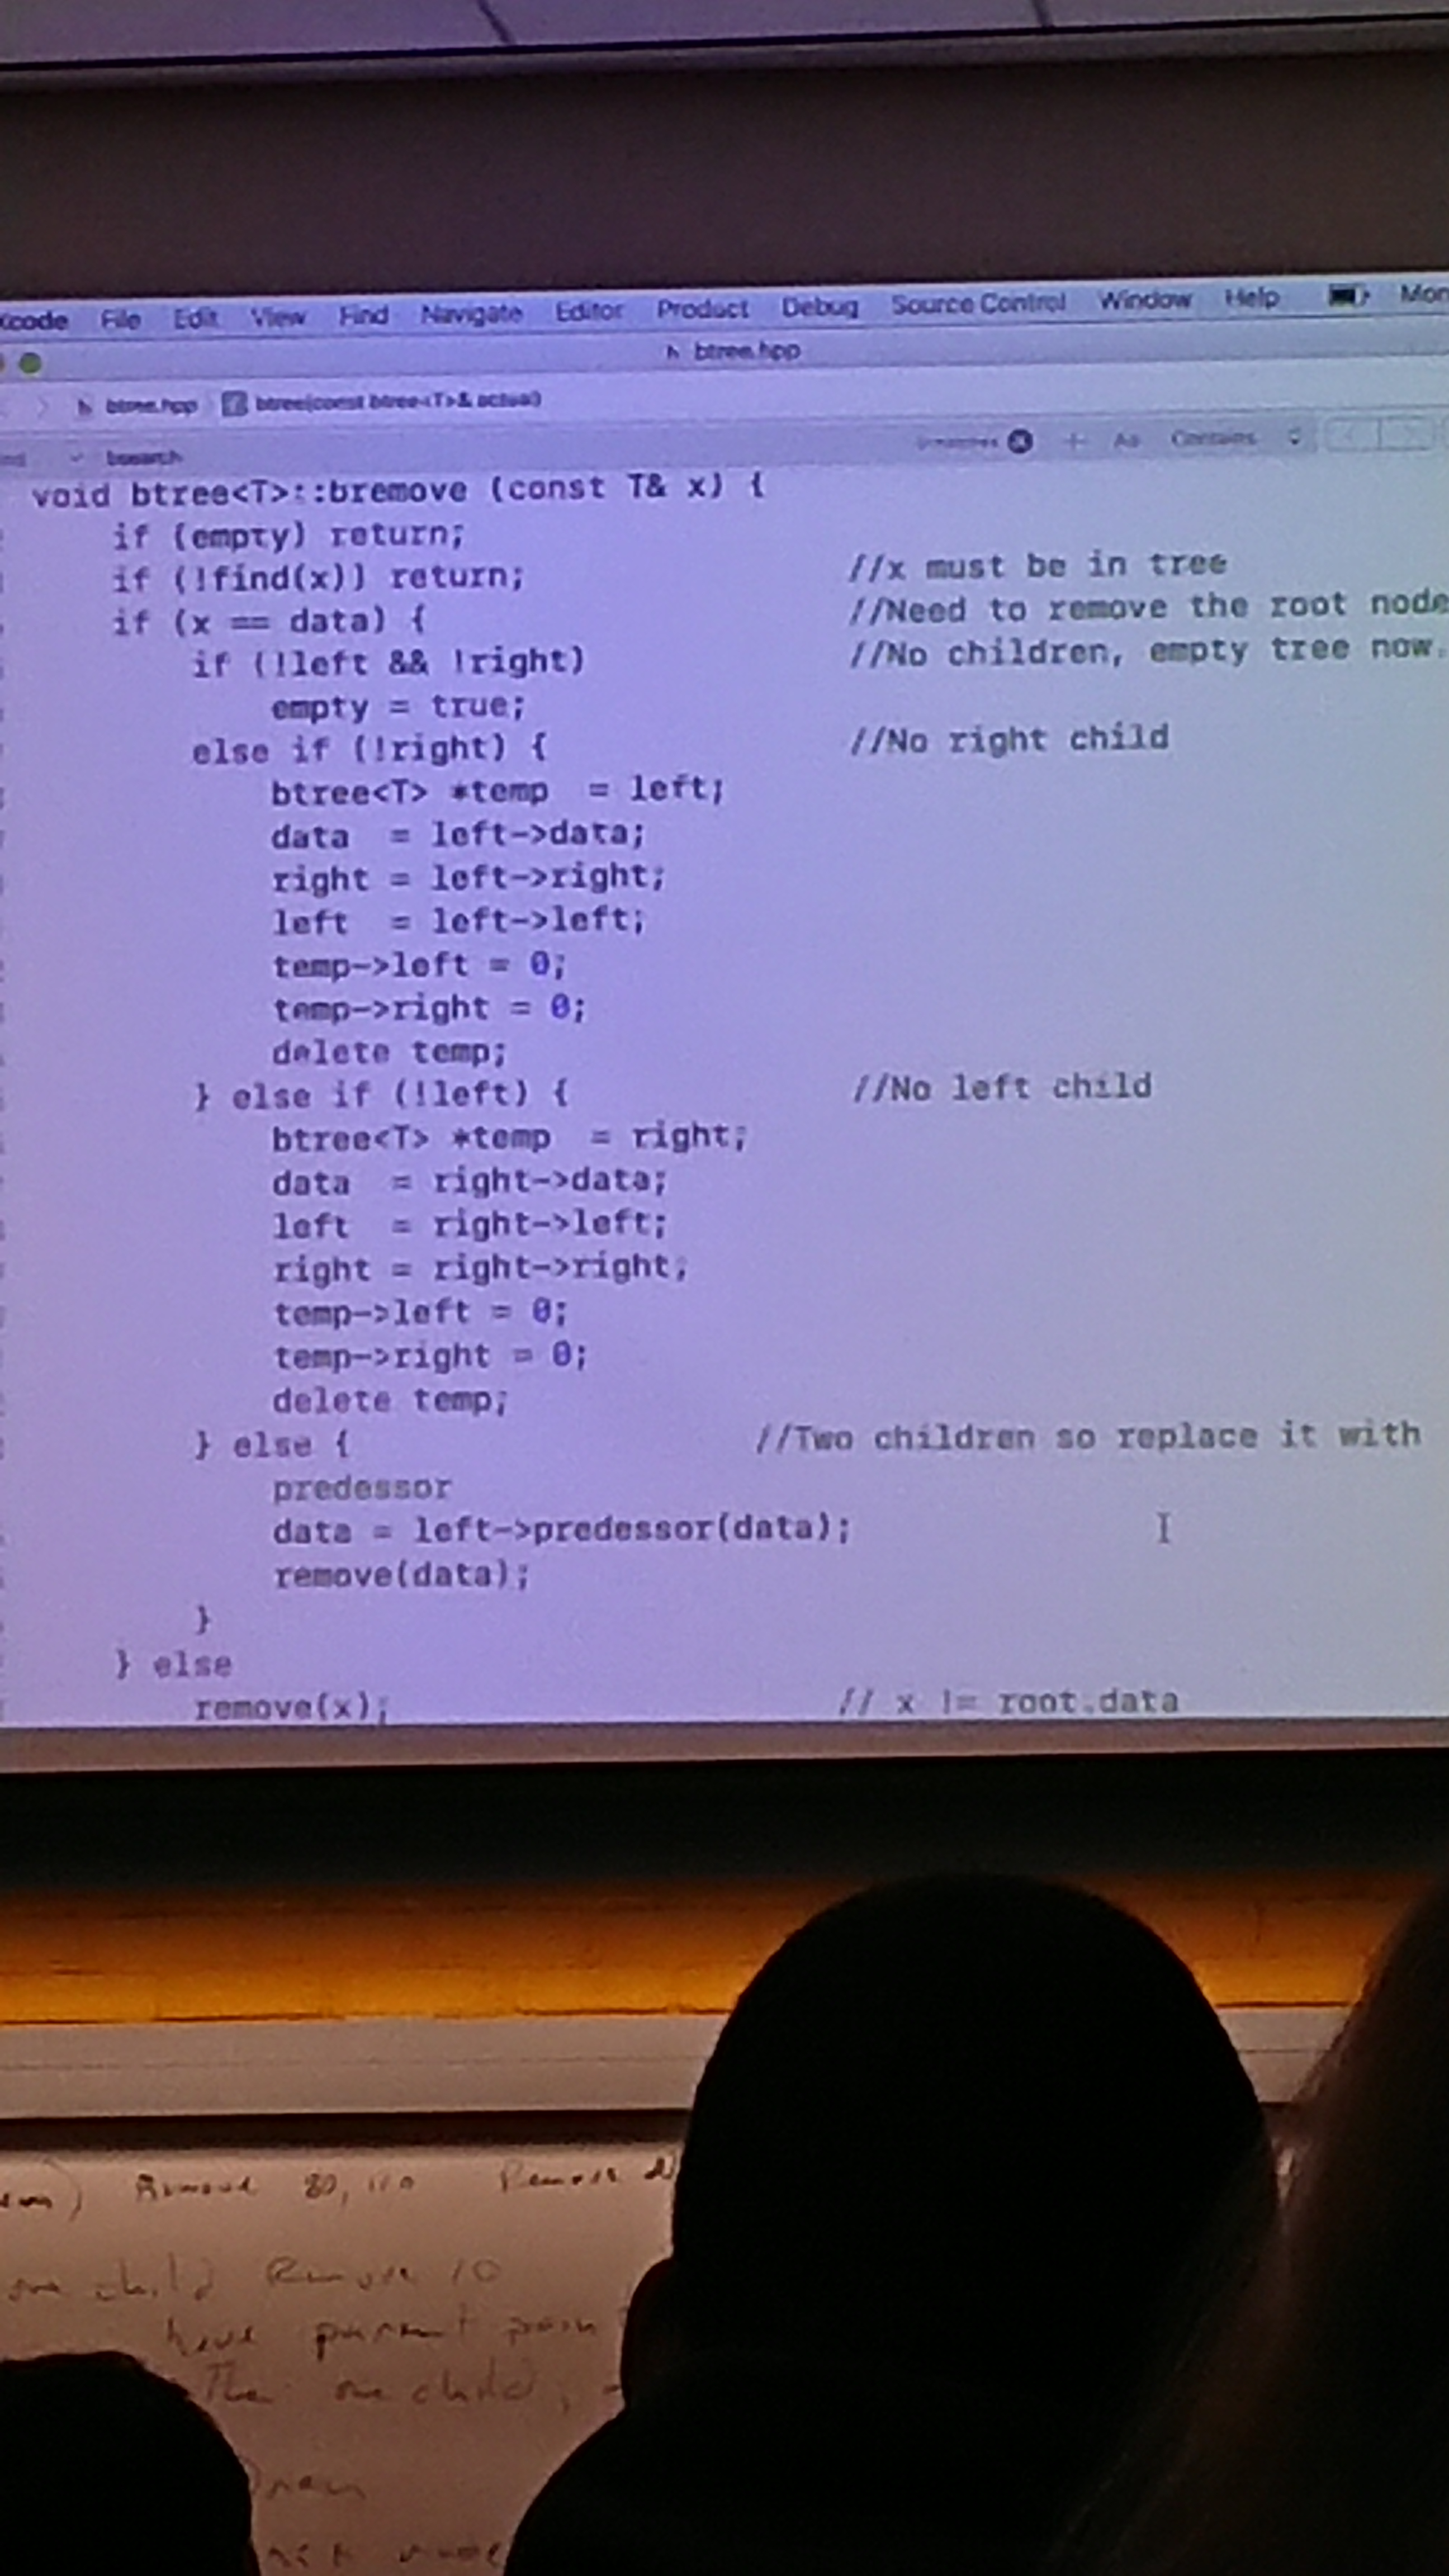 Xcode File Edit View Find Navigate Editor Product Debug Source Control Window Help Mon
h btree.hpp
h btree.hpp btree(const btree<T>& actual)
bsearch Aa Contains
void btree<T>::bremove (const T& x) {
if (empty) return;
if (!find(x)) return; //x must be in tree
if (x == data) { //Need to remove the root node
if (!left && !right) //No children, empty tree now.
empty = true;
else if (!right) { //No right child
btree<T> *temp = left;
data = left->data;
right = left->right;
left = left->left;
temp->left = 0;
temp->right = 0;
delete temp;
} else if (!left) { //No left child
btree<T> *temp = right;
data = right->data;
left = right->left;
right = right->right;
temp->left = 0;
temp->right = 0;
delete temp;
} else { //Two children so replace it with
predessor
data = left->predessor(data);
remove(data);
}
} else
remove(x); // x != root.data
Remove 80, 110 Remove
one child Remove 10
have parent poin
The one child,